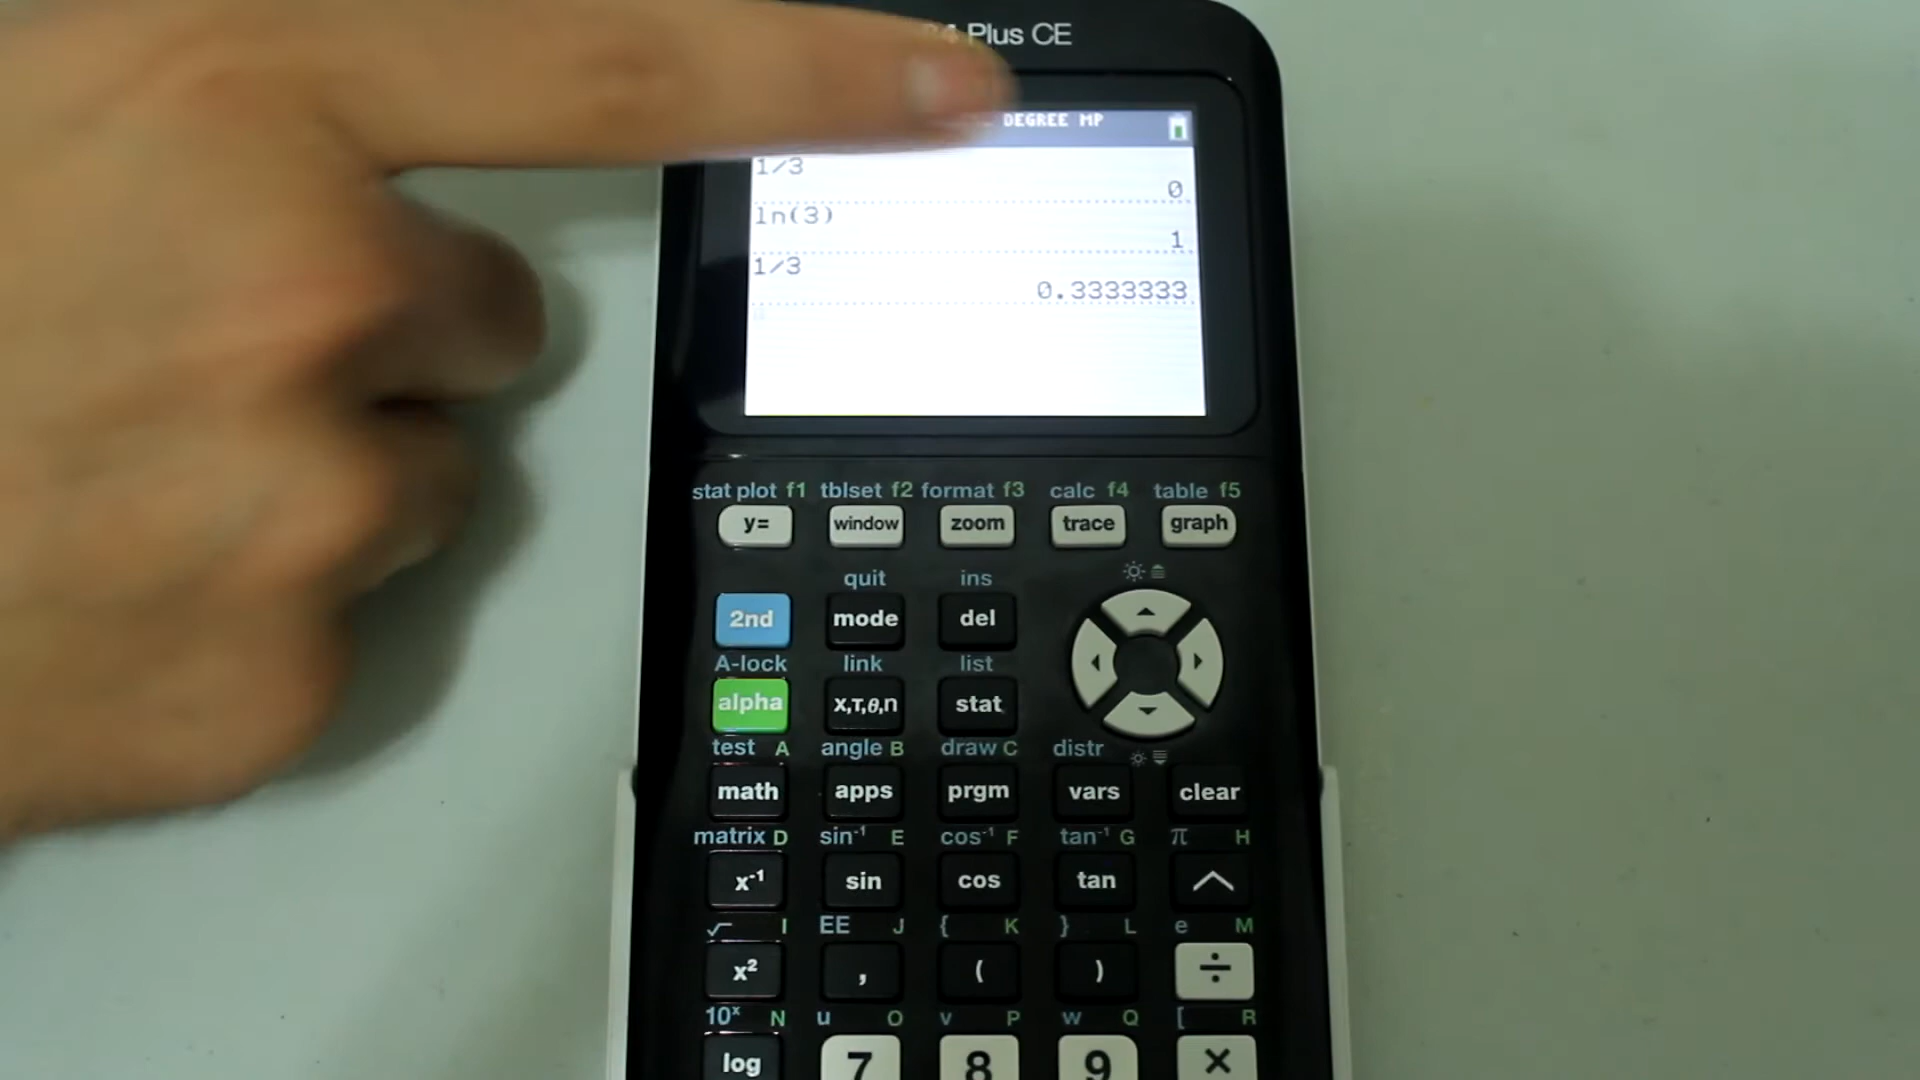 Plus CE
DEGREE MP
1/3
0
ln(3)
1
1/3
0.3333333
stat plot f1 tblset f2 format f3 calc f4 table f5
y= window zoom trace graph
quit ins
2nd mode del
A-lock link list
alpha x,T,θ,n stat
test A angle B draw C distr
math apps prgm vars clear
matrix D sin⁻¹ E cos⁻¹ F tan⁻¹ G π H
x⁻¹ sin cos tan ^
√ I EE J { K } L e M
x² , ( ) ÷
10ˣ N u O v P w Q [ R
log 7 8 9 ×